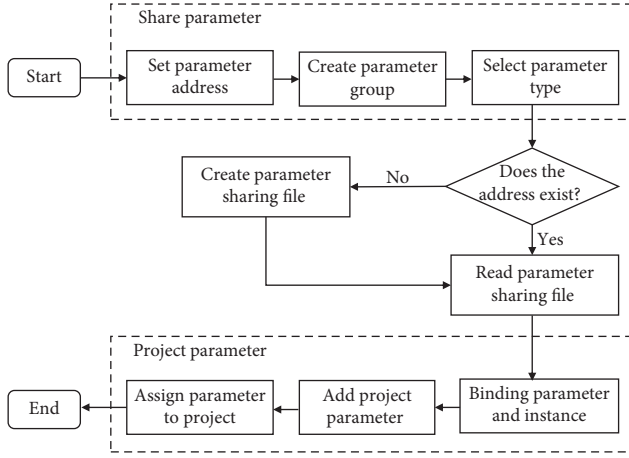 Share parameter
Start
Set parameter
address
Create parameter
group
Select parameter
type
Does the
address exist?
No
Create parameter
sharing file
Yes
Read parameter
sharing file
Project parameter
End
Assign parameter
to project
Add project
parameter
Binding parameter
and instance